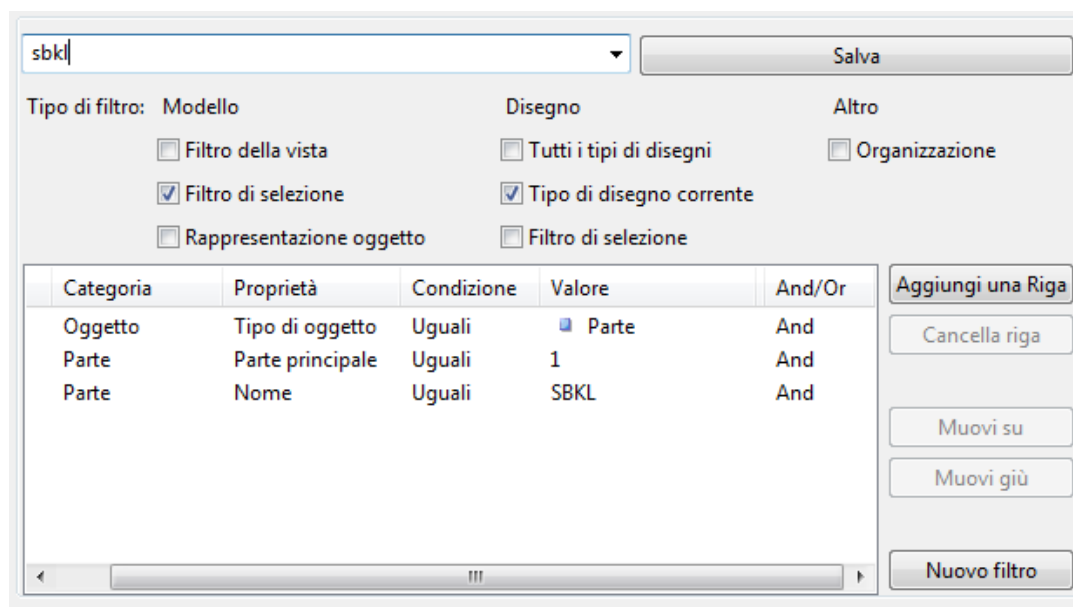 sbkl Salva
Tipo di filtro: Modello Disegno Altro
Filtro della vista Tutti i tipi di disegni Organizzazione
Filtro di selezione Tipo di disegno corrente
Rappresentazione oggetto Filtro di selezione
Categoria Proprietà Condizione Valore And/Or Aggiungi una Riga
Oggetto Tipo di oggetto Uguali Parte And Cancella riga
Parte Parte principale Uguali 1 And
Parte Nome Uguali SBKL And
Muovi su
Muovi giù
Nuovo filtro